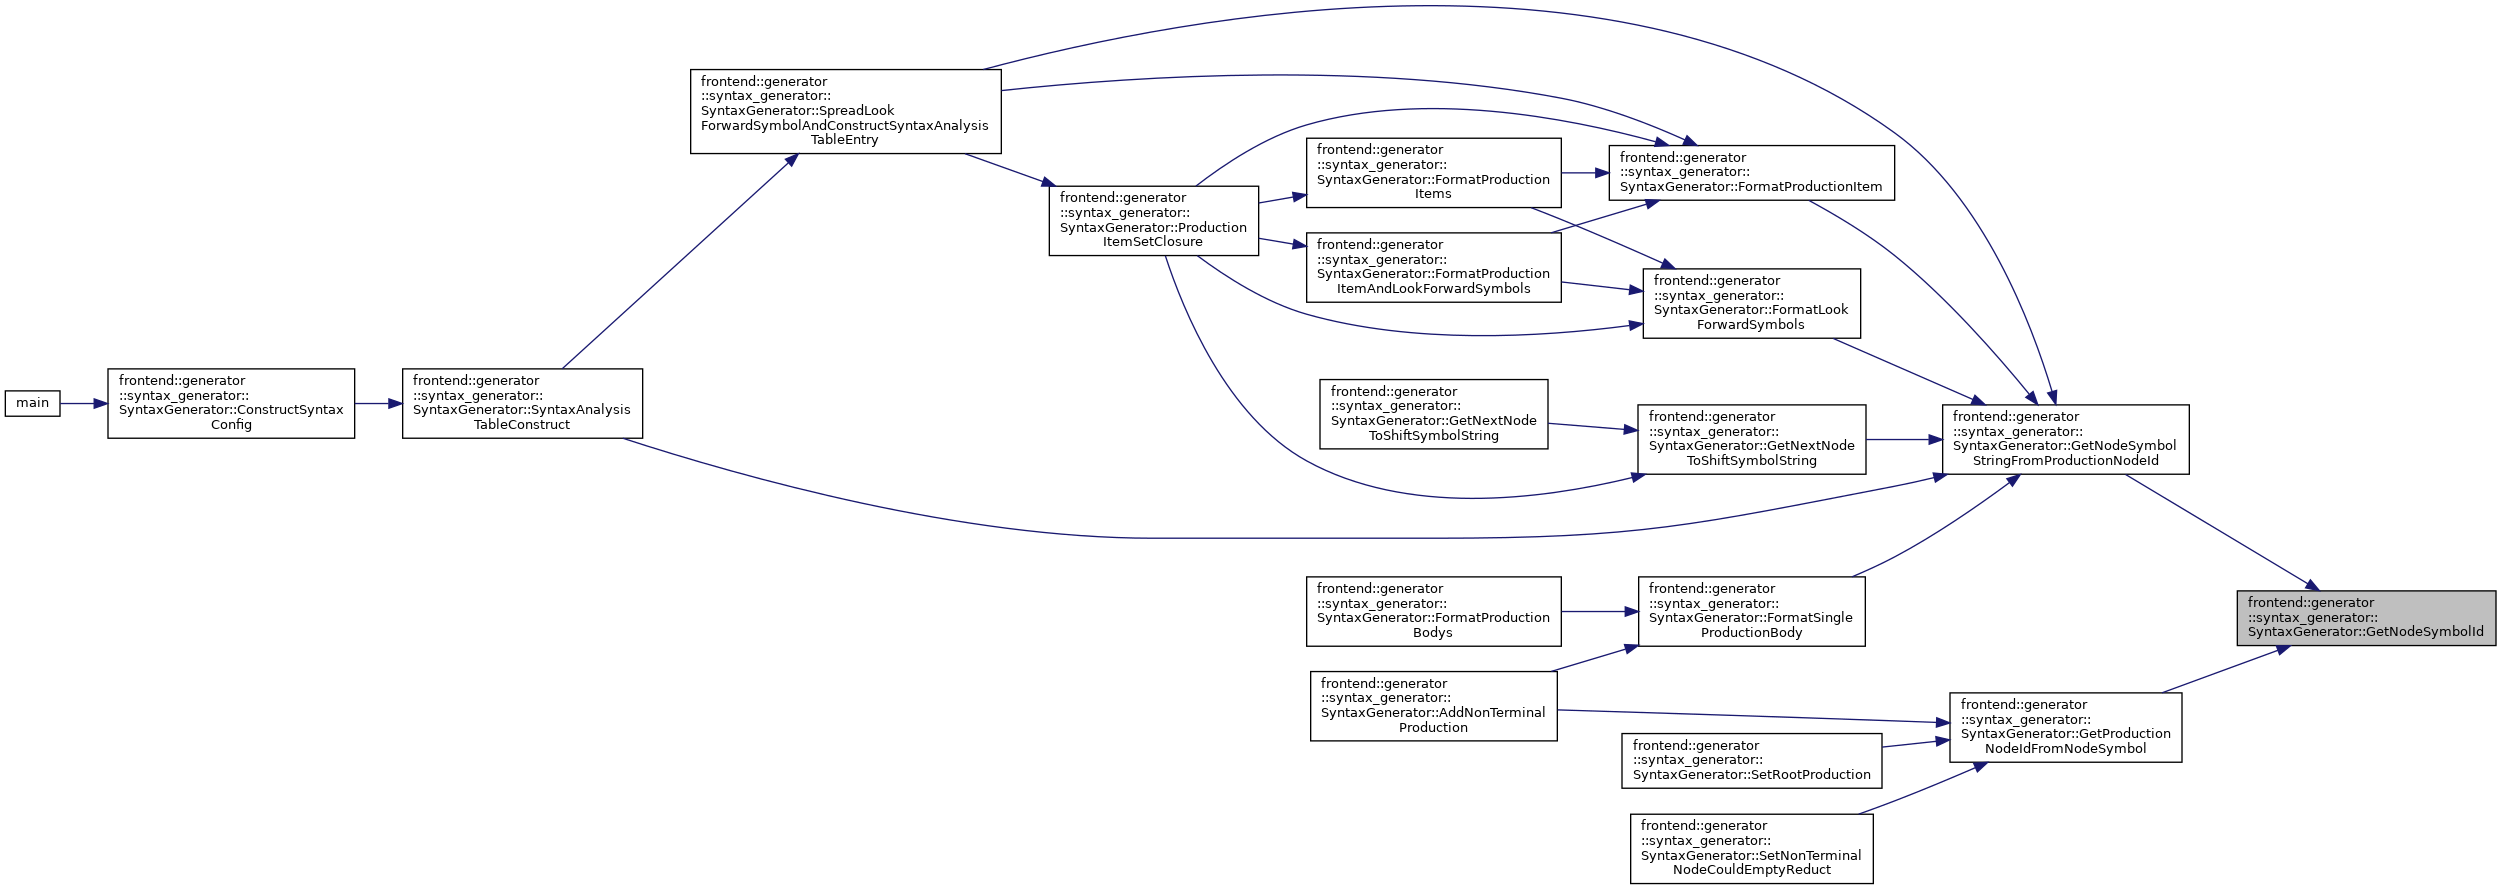 frontend::generator
::syntax_generator::
SyntaxGenerator::SpreadLook
ForwardSymbolAndConstructSyntaxAnalysis
TableEntry
frontend::generator
::syntax_generator::
SyntaxGenerator::FormatProduction
Items
frontend::generator
::syntax_generator::
SyntaxGenerator::FormatProductionItem
frontend::generator
::syntax_generator::
SyntaxGenerator::Production
ItemSetClosure
frontend::generator
::syntax_generator::
SyntaxGenerator::FormatProduction
ItemAndLookForwardSymbols
frontend::generator
::syntax_generator::
SyntaxGenerator::FormatLook
ForwardSymbols
main
frontend::generator
::syntax_generator::
SyntaxGenerator::ConstructSyntax
Config
frontend::generator
::syntax_generator::
SyntaxGenerator::SyntaxAnalysis
TableConstruct
frontend::generator
::syntax_generator::
SyntaxGenerator::GetNextNode
ToShiftSymbolString
frontend::generator
::syntax_generator::
SyntaxGenerator::GetNextNode
ToShiftSymbolString
frontend::generator
::syntax_generator::
SyntaxGenerator::GetNodeSymbol
StringFromProductionNodeId
frontend::generator
::syntax_generator::
SyntaxGenerator::FormatProduction
Bodys
frontend::generator
::syntax_generator::
SyntaxGenerator::FormatSingle
ProductionBody
frontend::generator
::syntax_generator::
SyntaxGenerator::GetNodeSymbolId
frontend::generator
::syntax_generator::
SyntaxGenerator::AddNonTerminal
Production
frontend::generator
::syntax_generator::
SyntaxGenerator::GetProduction
NodeIdFromNodeSymbol
frontend::generator
::syntax_generator::
SyntaxGenerator::SetRootProduction
frontend::generator
::syntax_generator::
SyntaxGenerator::SetNonTerminal
NodeCouldEmptyReduct